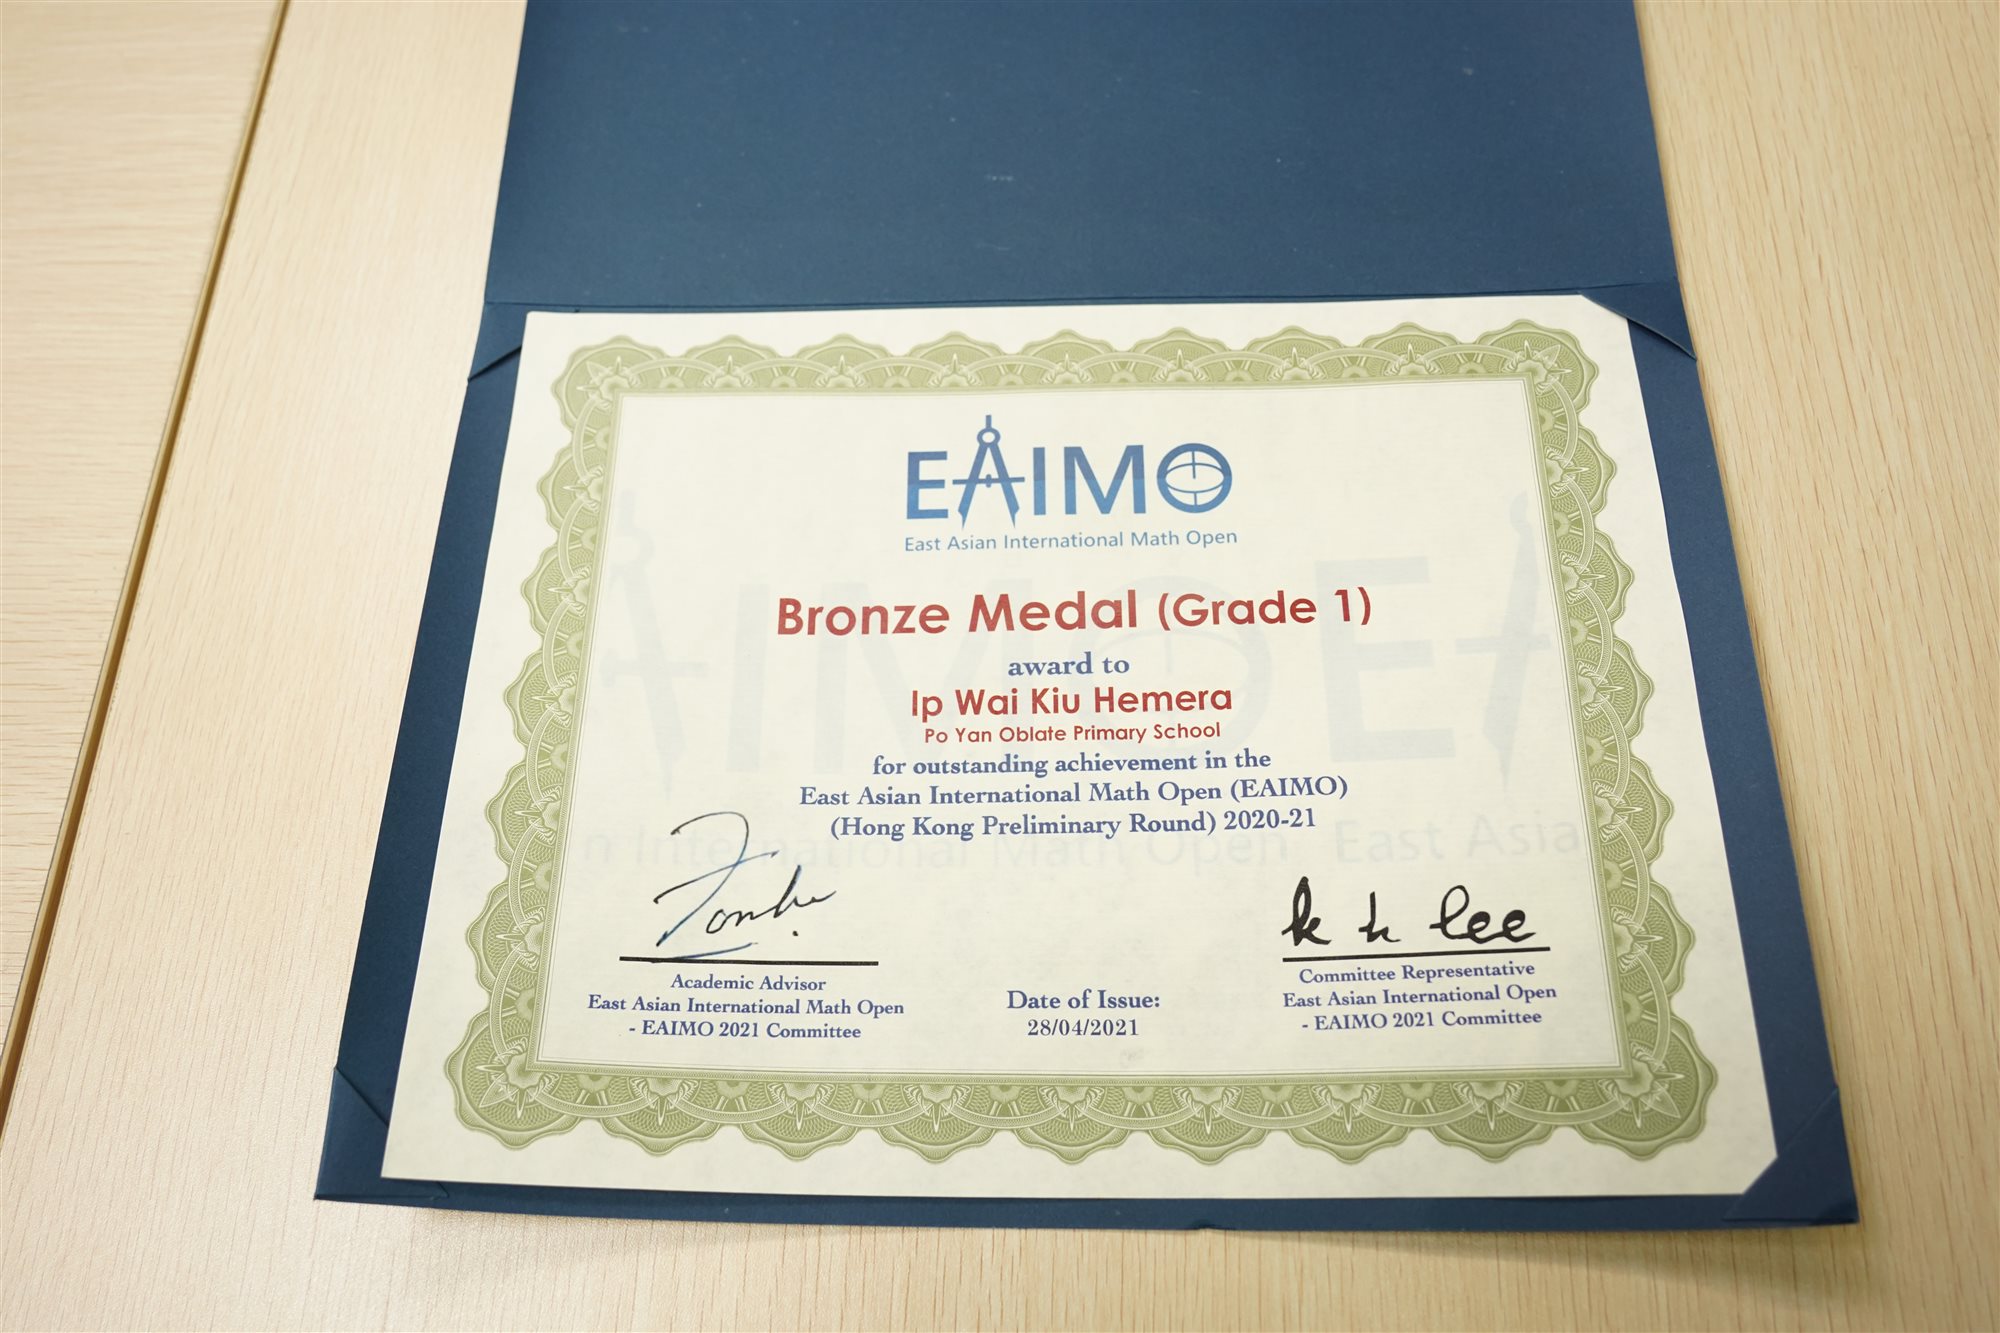 EAIMO
East Asian International Math Open
Bronze Medal (Grade 1)
award to
Ip Wai Kiu Hemera
Po Yan Oblate Primary School
for outstanding achievement in the
East Asian International Math Open (EAIMO)
(Hong Kong Preliminary Round) 2020-21
k h lee
Academic Advisor
East Asian International Math Open
- EAIMO 2021 Committee
Date of Issue:
28/04/2021
Committee Representative
East Asian International Open
- EAIMO 2021 Committee